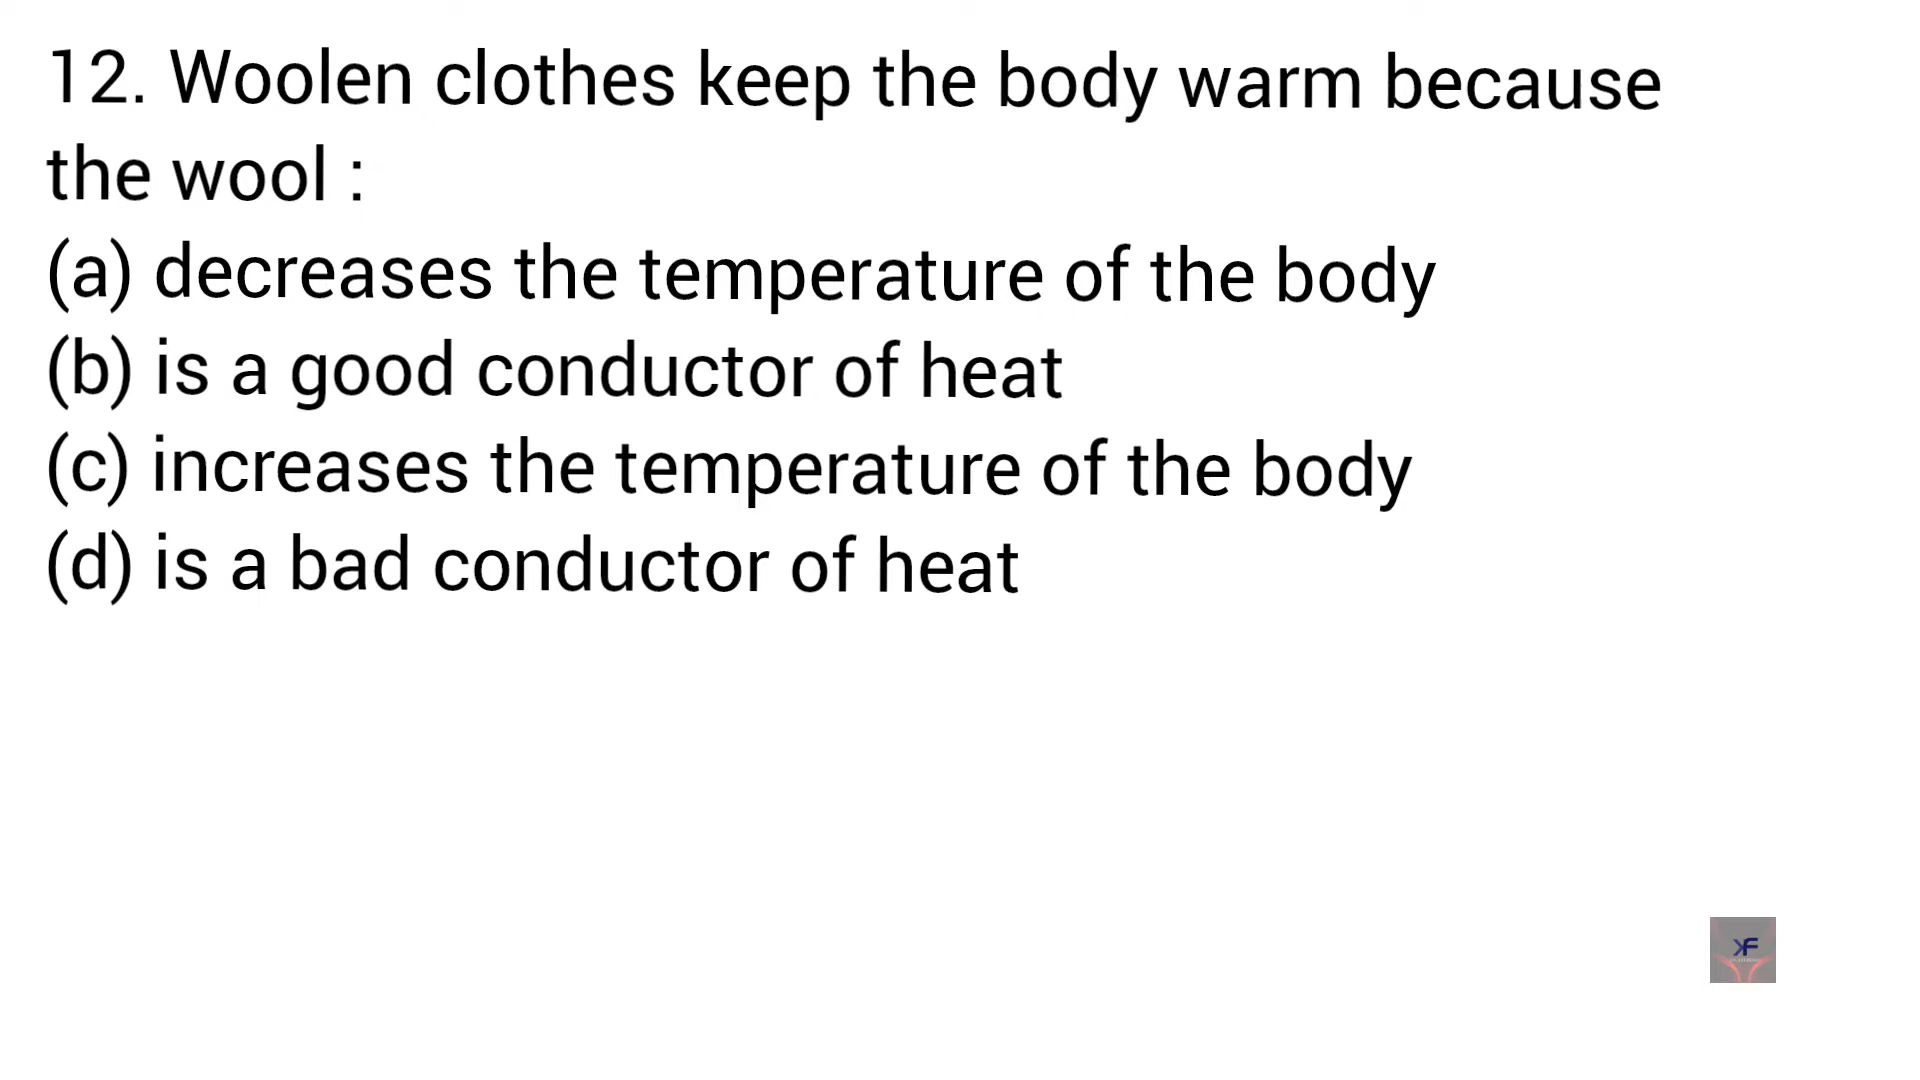 12. Woolen clothes keep the body warm because
the wool :
(a) decreases the temperature of the body
(b) is a good conductor of heat
(c) increases the temperature of the body
(d) is a bad conductor of heat
KF